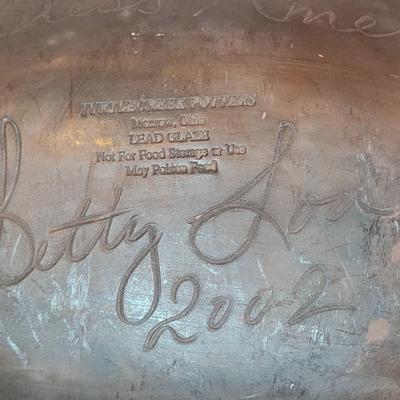 TURTLECREEK POTTERS
Morrow, Ohio
LEAD GLAZE
Not For Food Storage or Use
May Poison Food
Betty
2002